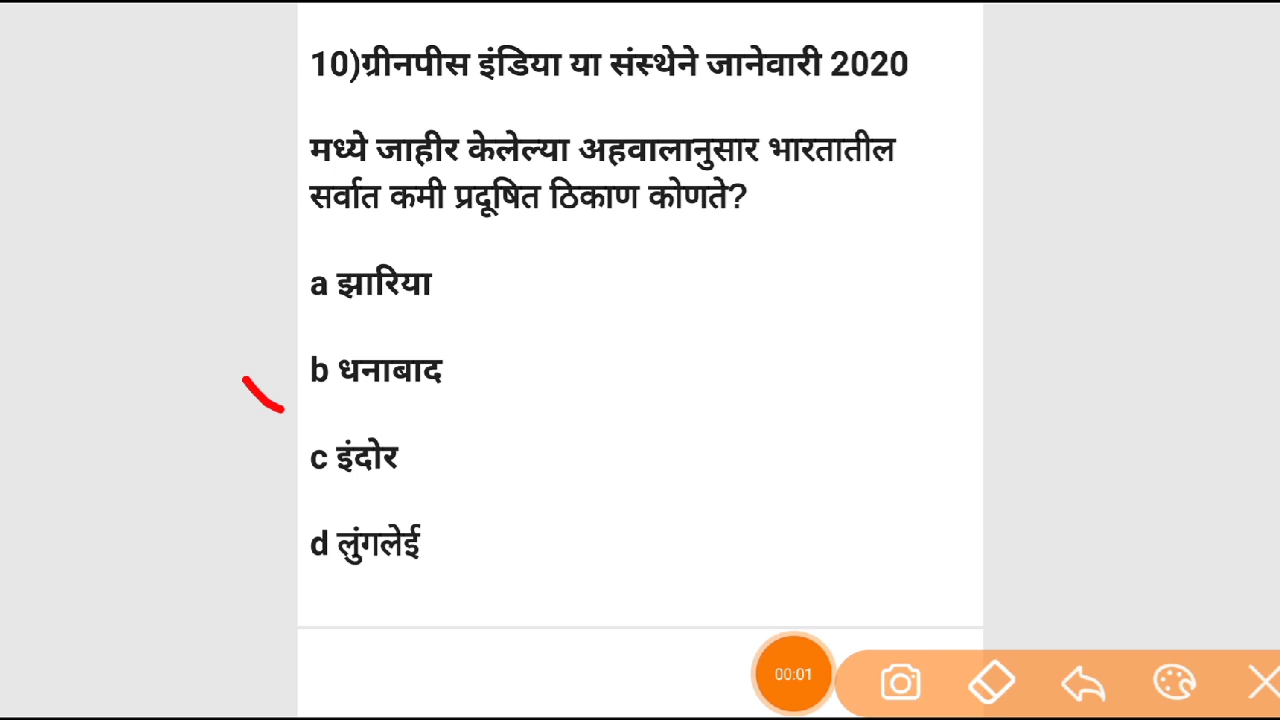 10)ग्रीनपीस इंडिया या संस्थेने जानेवारी 2020
मध्ये जाहीर केलेल्या अहवालानुसार भारतातील
सर्वात कमी प्रदूषित ठिकाण कोणते?
a झारिया
b धनाबाद
c इंदोर
d लुंगलेई
00:01